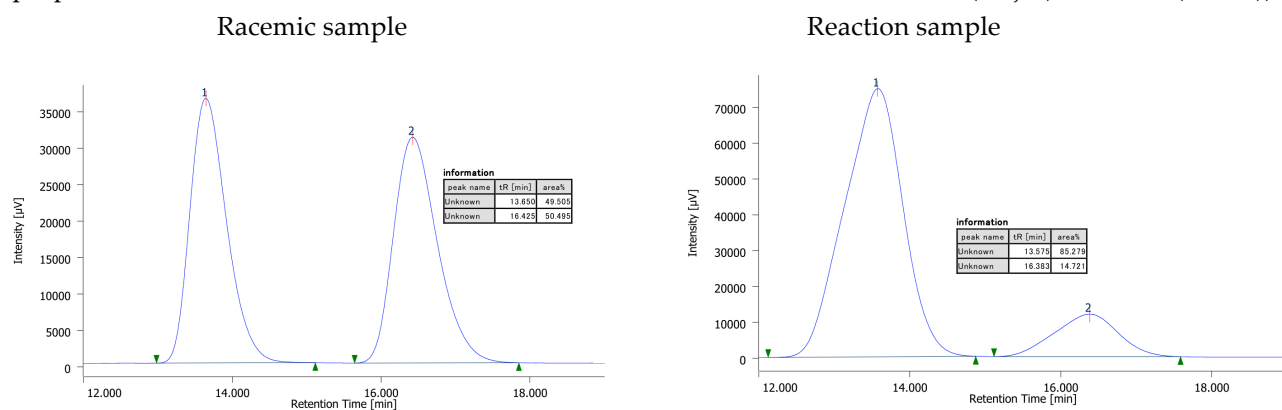 Racemic sample
1
2
35000
30000
25000
20000
15000
10000
5000
0
Intensity [µV]
12.000 14.000 16.000 18.000
Retention Time [min]
information
peak name tR [min] area%
Unknown 13.650 49.505
Unknown 16.425 50.495
Reaction sample
1
2
70000
60000
50000
40000
30000
20000
10000
0
Intensity [µV]
12.000 14.000 16.000 18.000
Retention Time [min]
information
peak name tR [min] area%
Unknown 13.575 85.279
Unknown 16.383 14.721